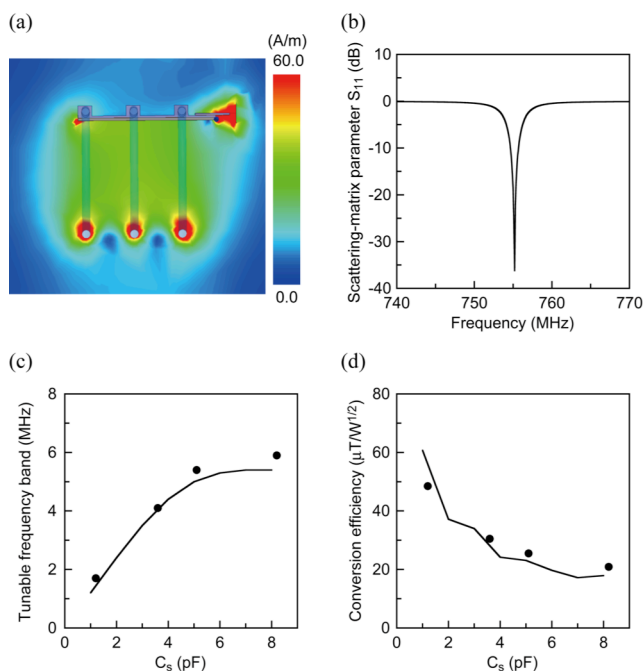 (a)
(A/m)
60.0
0.0
(b)
Scattering-matrix parameter S11 (dB)
10
0
-10
-20
-30
-40
740 750 760 770
Frequency (MHz)
(c)
Tunable frequency band (MHz)
8
6
4
2
0
0 2 4 6 8
Cs (pF)
(d)
Conversion efficiency (μT/W1/2)
80
60
40
20
0
0 2 4 6 8
Cs (pF)